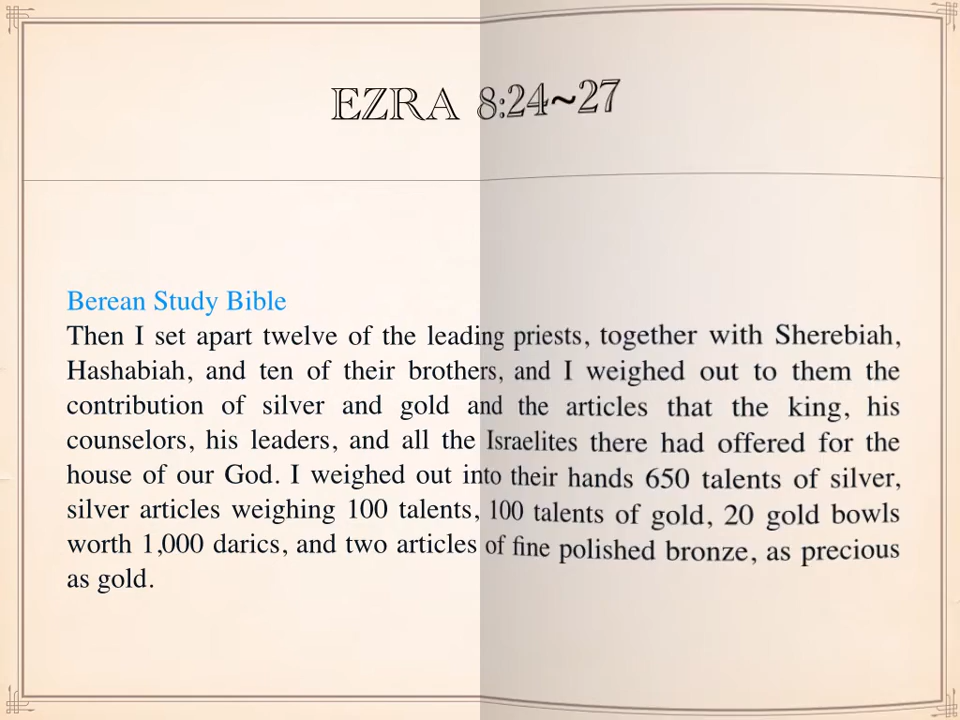 EZRA 8:24~27
Berean Study Bible
Then I set apart twelve of the leading priests, together with Sherebiah,
Hashabiah, and ten of their brothers, and I weighed out to them the
contribution of silver and gold and the articles that the king, his
counselors, his leaders, and all the Israelites there had offered for the
house of our God. I weighed out into their hands 650 talents of silver,
silver articles weighing 100 talents, 100 talents of gold, 20 gold bowls
worth 1,000 darics, and two articles of fine polished bronze, as precious
as gold.